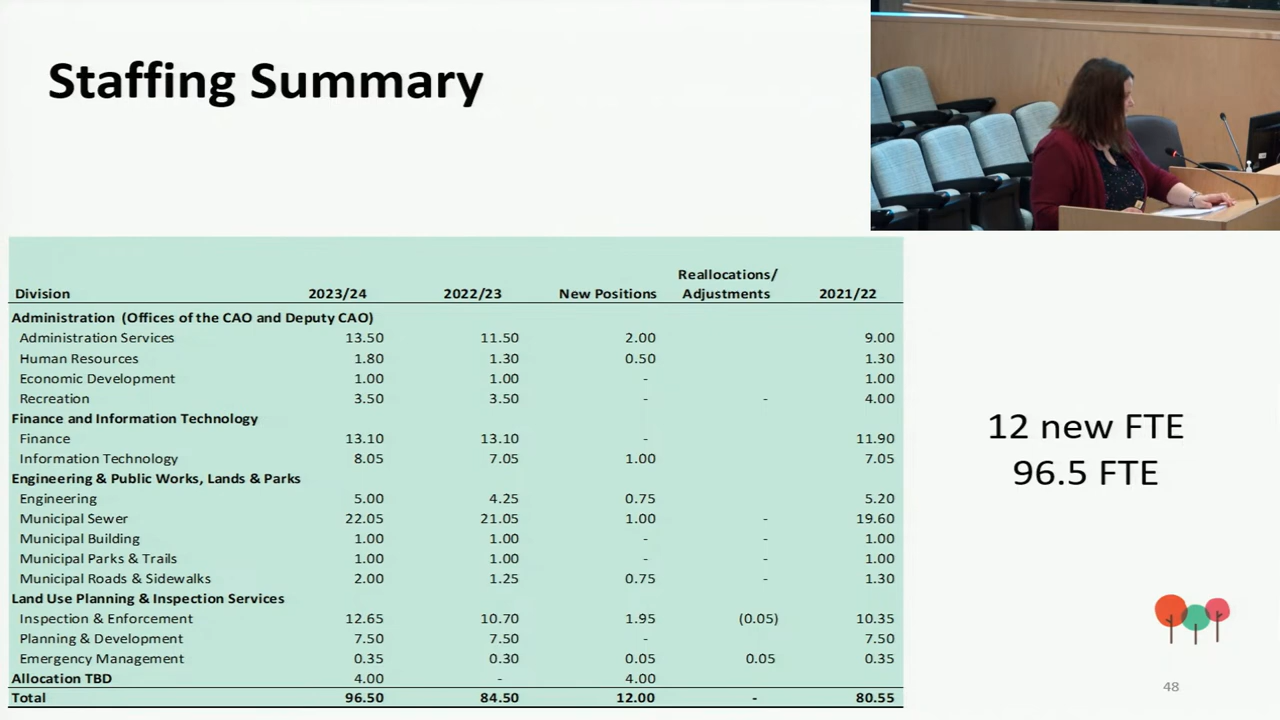 Staffing Summary
Reallocations/
Division 2023/24 2022/23 New Positions Adjustments 2021/22
Administration (Offices of the CAO and Deputy CAO)
Administration Services 13.50 11.50 2.00 9.00
Human Resources 1.80 1.30 0.50 1.30
Economic Development 1.00 1.00 - 1.00
Recreation 3.50 3.50 - - 4.00
Finance and Information Technology
Finance 13.10 13.10 - 11.90
Information Technology 8.05 7.05 1.00 7.05
Engineering & Public Works, Lands & Parks
Engineering 5.00 4.25 0.75 5.20
Municipal Sewer 22.05 21.05 1.00 - 19.60
Municipal Building 1.00 1.00 - - 1.00
Municipal Parks & Trails 1.00 1.00 - - 1.00
Municipal Roads & Sidewalks 2.00 1.25 0.75 - 1.30
Land Use Planning & Inspection Services
Inspection & Enforcement 12.65 10.70 1.95 (0.05) 10.35
Planning & Development 7.50 7.50 - 7.50
Emergency Management 0.35 0.30 0.05 0.05 0.35
Allocation TBD 4.00 - 4.00
Total 96.50 84.50 12.00 - 80.55
12 new FTE
96.5 FTE
48